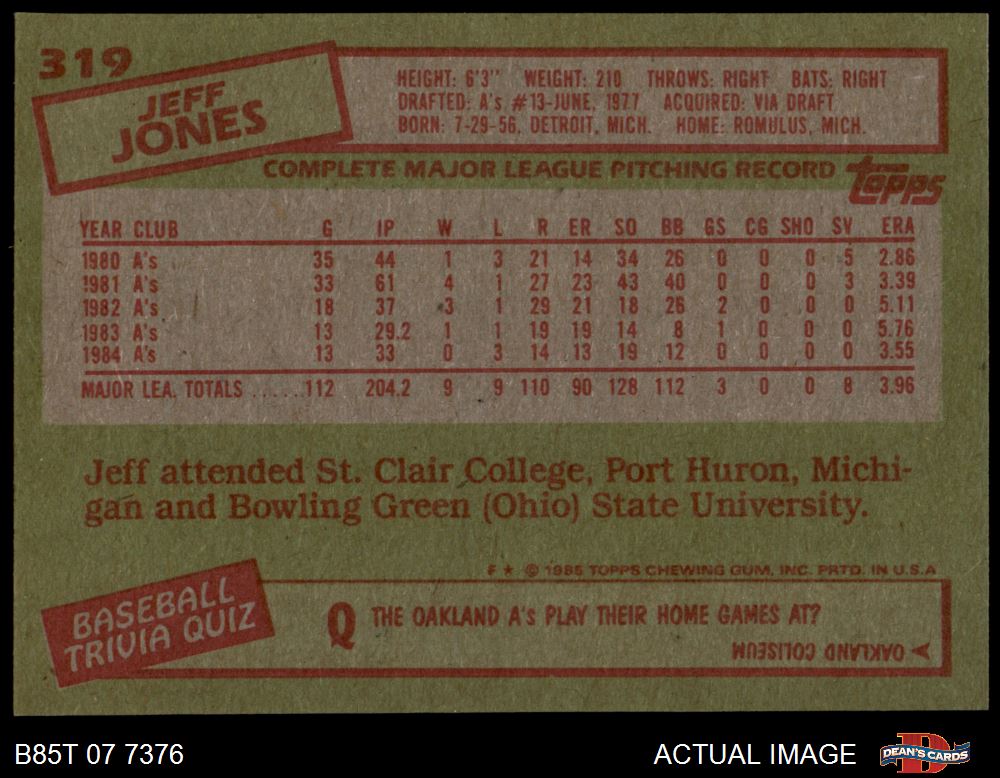 319
JEFF
JONES
HEIGHT: 6'3" WEIGHT: 210 THROWS: RIGHT BATS: RIGHT
DRAFTED: A's #13-JUNE, 1977 ACQUIRED: VIA DRAFT
BORN: 7-29-56, DETROIT, MICH. HOME: ROMULUS, MICH.
COMPLETE MAJOR LEAGUE PITCHING RECORD topps
YEAR CLUB G IP W L R ER SO BB GS CG SHO SV ERA
1980 A's 35 44 1 3 21 14 34 26 0 0 0 5 2.86
1981 A's 33 61 4 1 27 23 43 40 0 0 0 3 3.39
1982 A's 18 37 3 1 29 21 18 26 2 0 0 0 5.11
1983 A's 13 29.2 1 1 19 19 14 8 1 0 0 0 5.76
1984 A's 13 33 0 3 14 13 19 12 0 0 0 0 3.55
MAJOR LEA. TOTALS .....112 204.2 9 9 110 90 128 112 3 0 0 8 3.96
Jeff attended St. Clair College, Port Huron, Michi-
gan and Bowling Green (Ohio) State University.
F ★ © 1985 TOPPS CHEWING GUM, INC. PRTD. IN U.S.A
BASEBALL
TRIVIA QUIZ
Q THE OAKLAND A's PLAY THEIR HOME GAMES AT?
OAKLAND COLISEUM
B85T 07 7376 ACTUAL IMAGE DEAN'S CARDS